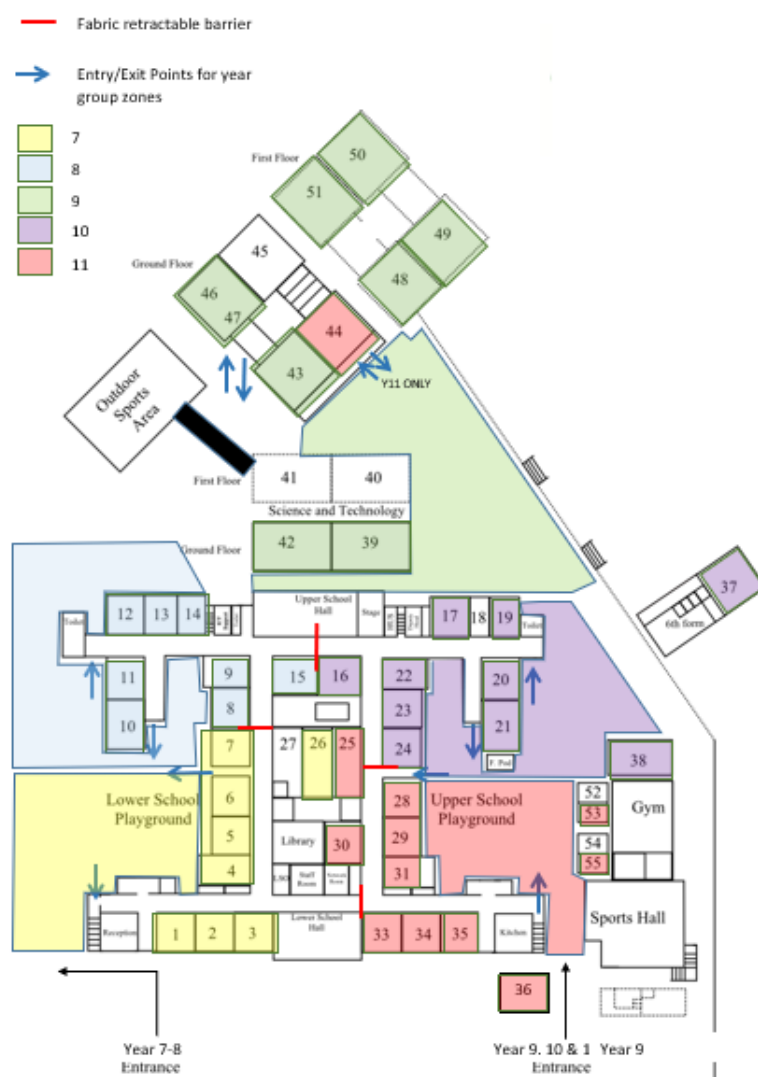 Fabric retractable barrier
Entry/Exit Points for year
group zones
7
8
9
10
11
First Floor
50
51
49
48
45
Ground Floor
46
47
44
43
Y11 ONLY
Outdoor
Sports
Area
First Floor
41
40
Science and Technology
Ground Floor
42
39
37
6th form
12
13
14
Upper School
Hall
Stage
17
18
19
Toilet
Toilet
11
10
9
8
15
16
22
20
23
21
24
F. Pod
38
7
27
26
25
Lower School
Playground
6
5
4
28
29
31
Upper School
Playground
52
53
54
55
Gym
Library
30
LSO
Staff
Room
Reception
1
2
3
Lower School
Hall
33
34
35
Kitchen
Sports Hall
36
Year 7-8
Entrance
Year 9. 10 & 1 Year 9
Entrance